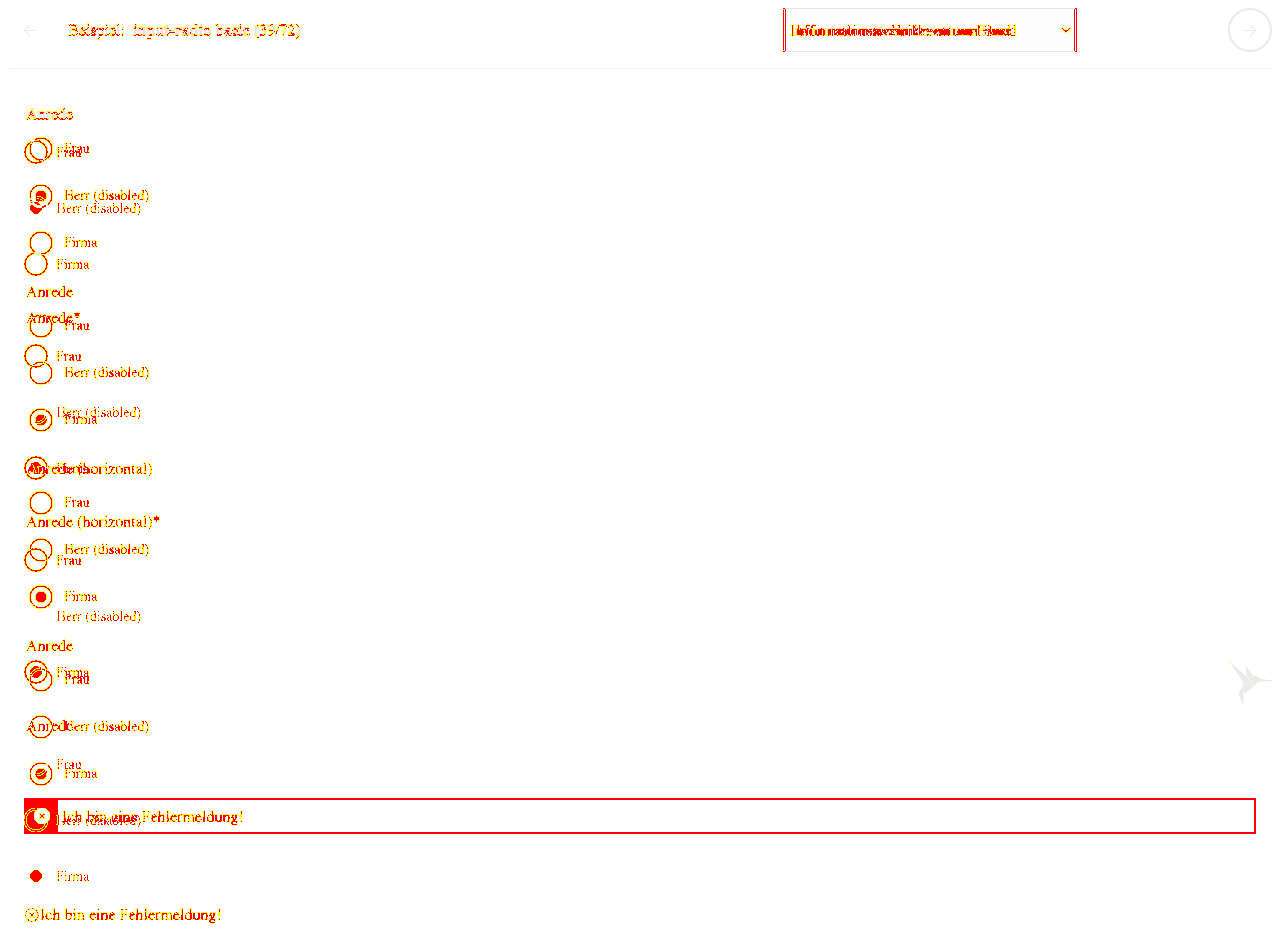 Beispiel: input-radio basic (39/72)
Anrede
Frau
Frau
Herr (disabled)
Herr (disabled)
Firma
Firma
Anrede
Anrede*
Frau
Frau
Herr (disabled)
Herr (disabled)
Firma
Anrede (horizontal)
Frau
Anrede (horizontal)*
Herr (disabled)
Frau
Firma
Herr (disabled)
Anrede
Firma
Frau
Anrede
Herr (disabled)
Frau
Firma
Ich bin eine Fehlermeldung!
Herr (disabled)
Firma
Ich bin eine Fehlermeldung!